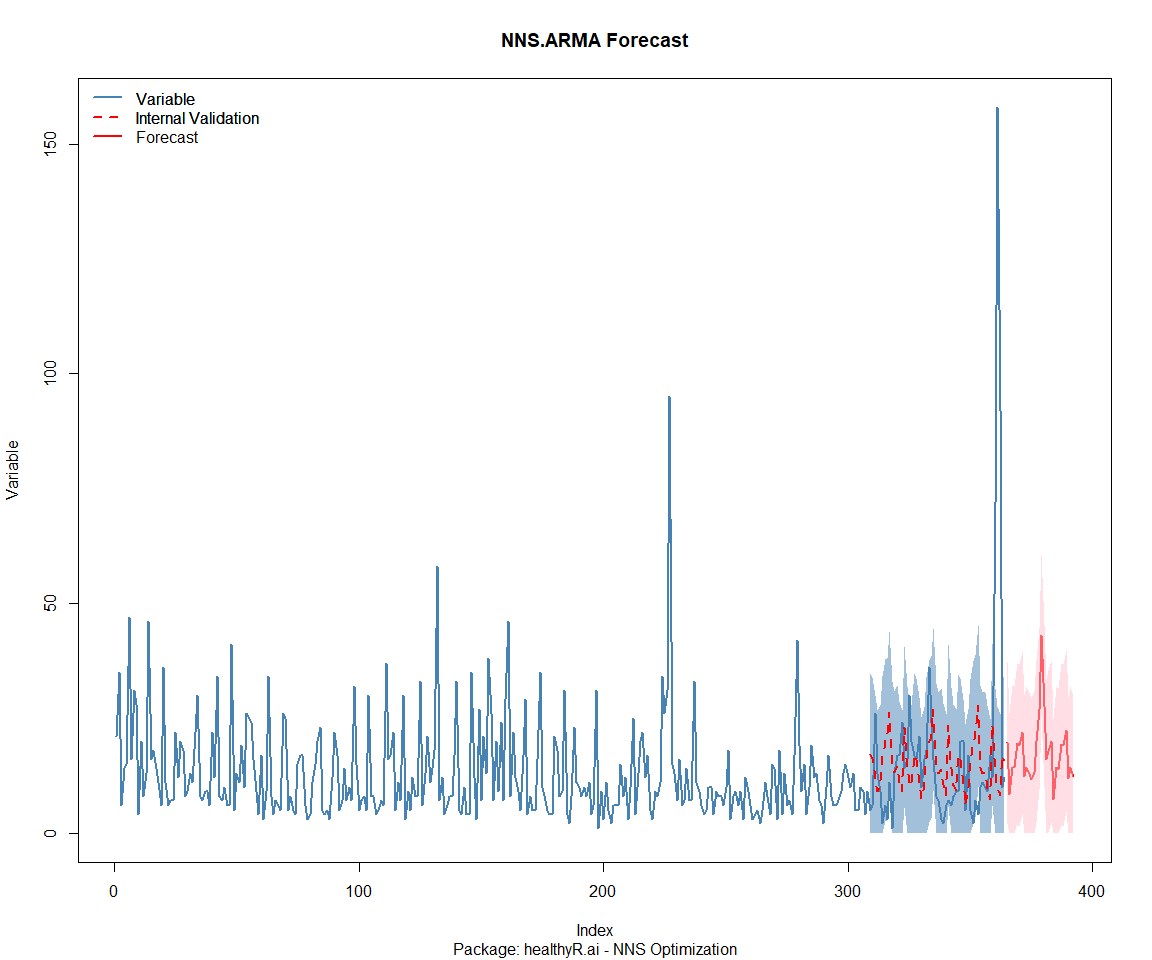 NNS.ARMA Forecast
Variable
Internal Validation
Forecast
150
100
50
0
Variable
0
100
200
300
400
Index
Package: healthyR.ai - NNS Optimization